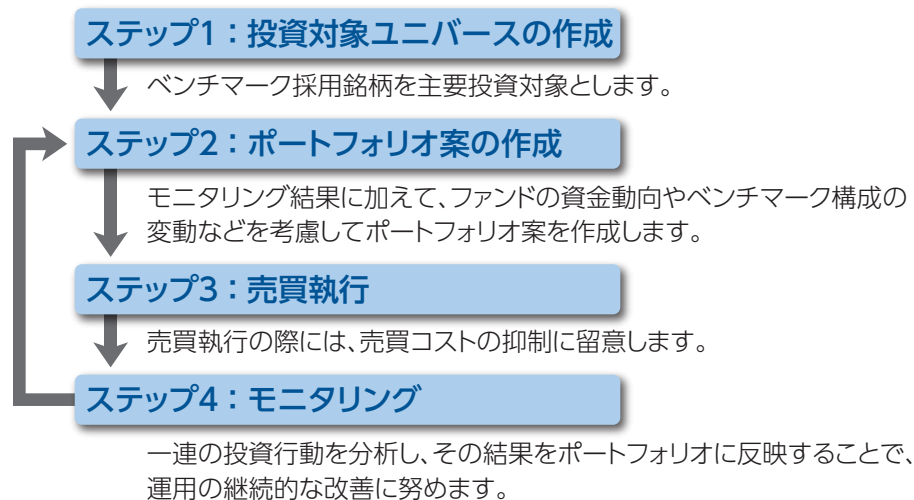 ステップ1：投資対象ユニバースの作成
ベンチマーク採用銘柄を主要投資対象とします。
ステップ2：ポートフォリオ案の作成
モニタリング結果に加えて、ファンドの資金動向やベンチマーク構成の
変動などを考慮してポートフォリオ案を作成します。
ステップ3：売買執行
売買執行の際には、売買コストの抑制に留意します。
ステップ4：モニタリング
一連の投資行動を分析し、その結果をポートフォリオに反映することで、
運用の継続的な改善に努めます。